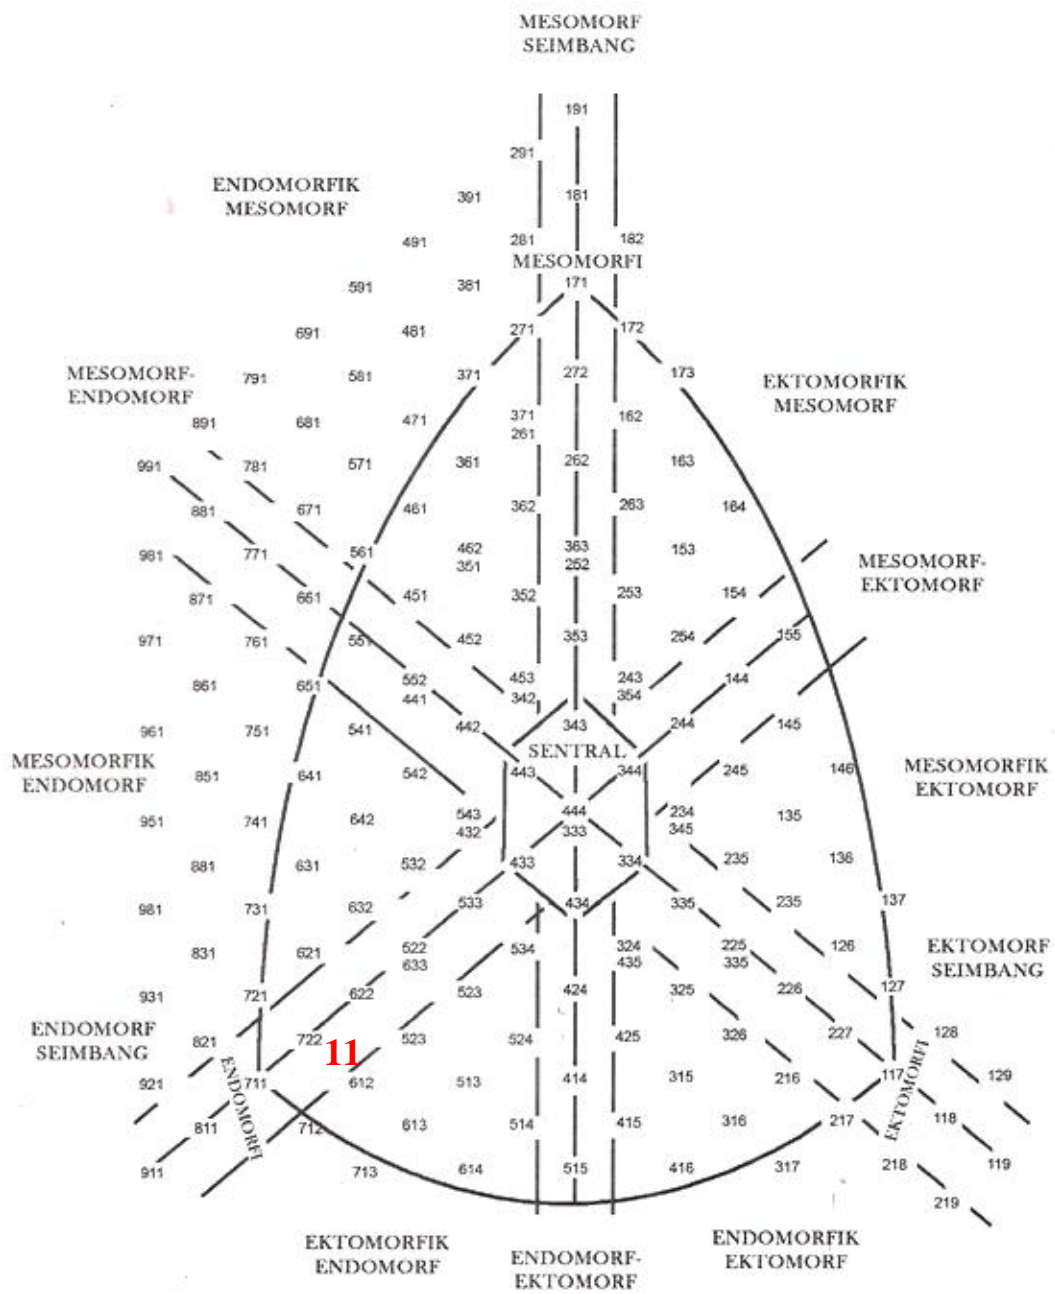 MESOMORF
SEIMBANG
191
291
ENDOMORFIK
MESOMORF
391 181
491 281 182
MESOMORFI
591 381 171
691 481 271 172
MESOMORF-
ENDOMORF
791 581 371 272 173
EKTOMORFIK
MESOMORF
891 681 471 371 162
261
991 781 571 361 262 163
881 671 461 362 263 164
981 771 561 462 363 153
351 252
MESOMORF-
EKTOMORF
871 661 451 352 253 154
971 761 551 452 353 254 155
861 651 552 453 243 144
441 342 354
961 751 541 442 343 244 145
MESOMORFIK
ENDOMORF
SENTRAL
MESOMORFIK
EKTOMORF
851 641 542 443 344 245 146
951 741 642 543 444 234 135
432 333 345
881 631 532 433 334 235 136
981 731 632 533 434 335 235 137
831 621 522 534 324 225 126
633 435 335
EKTOMORF
SEIMBANG
931 721 622 523 424 325 226 127
ENDOMORF
SEIMBANG
821 722 11 523 524 425 326 227 128
921 711 612 513 414 315 216 117 129
ENDOMORFI
EKTOMORFI
811 712 613 514 415 316 217 118
911 713 614 515 416 317 218 119
219
EKTOMORFIK
ENDOMORF
ENDOMORF-
EKTOMORF
ENDOMORFIK
EKTOMORF